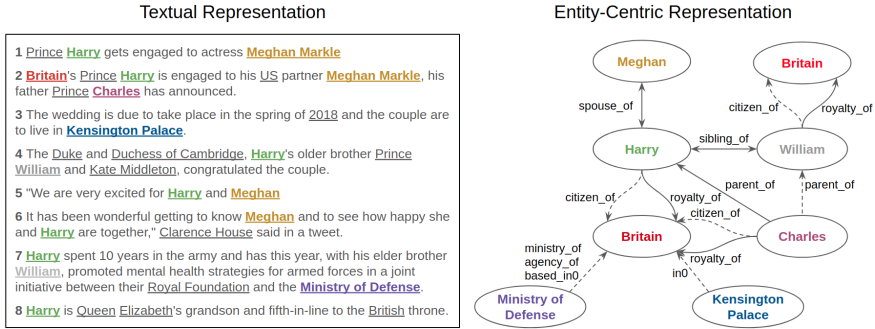 Textual Representation
1 Prince Harry gets engaged to actress Meghan Markle
2 Britain's Prince Harry is engaged to his US partner Meghan Markle, his
father Prince Charles has announced.
3 The wedding is due to take place in the spring of 2018 and the couple are
to live in Kensington Palace.
4 The Duke and Duchess of Cambridge, Harry's older brother Prince
William and Kate Middleton, congratulated the couple.
5 "We are very excited for Harry and Meghan
6 It has been wonderful getting to know Meghan and to see how happy she
and Harry are together," Clarence House said in a tweet.
7 Harry spent 10 years in the army and has this year, with his elder brother
William, promoted mental health strategies for armed forces in a joint
initiative between their Royal Foundation and the Ministry of Defense.
8 Harry is Queen Elizabeth's grandson and fifth-in-line to the British throne.
Entity-Centric Representation
Meghan
Britain
spouse_of
citizen_of
royalty_of
sibling_of
Harry
William
parent_of
parent_of
citizen_of
royalty_of
citizen_of
Britain
Charles
ministry_of
agency_of
based_in0
royalty_of
in0
Ministry of
Defense
Kensington
Palace